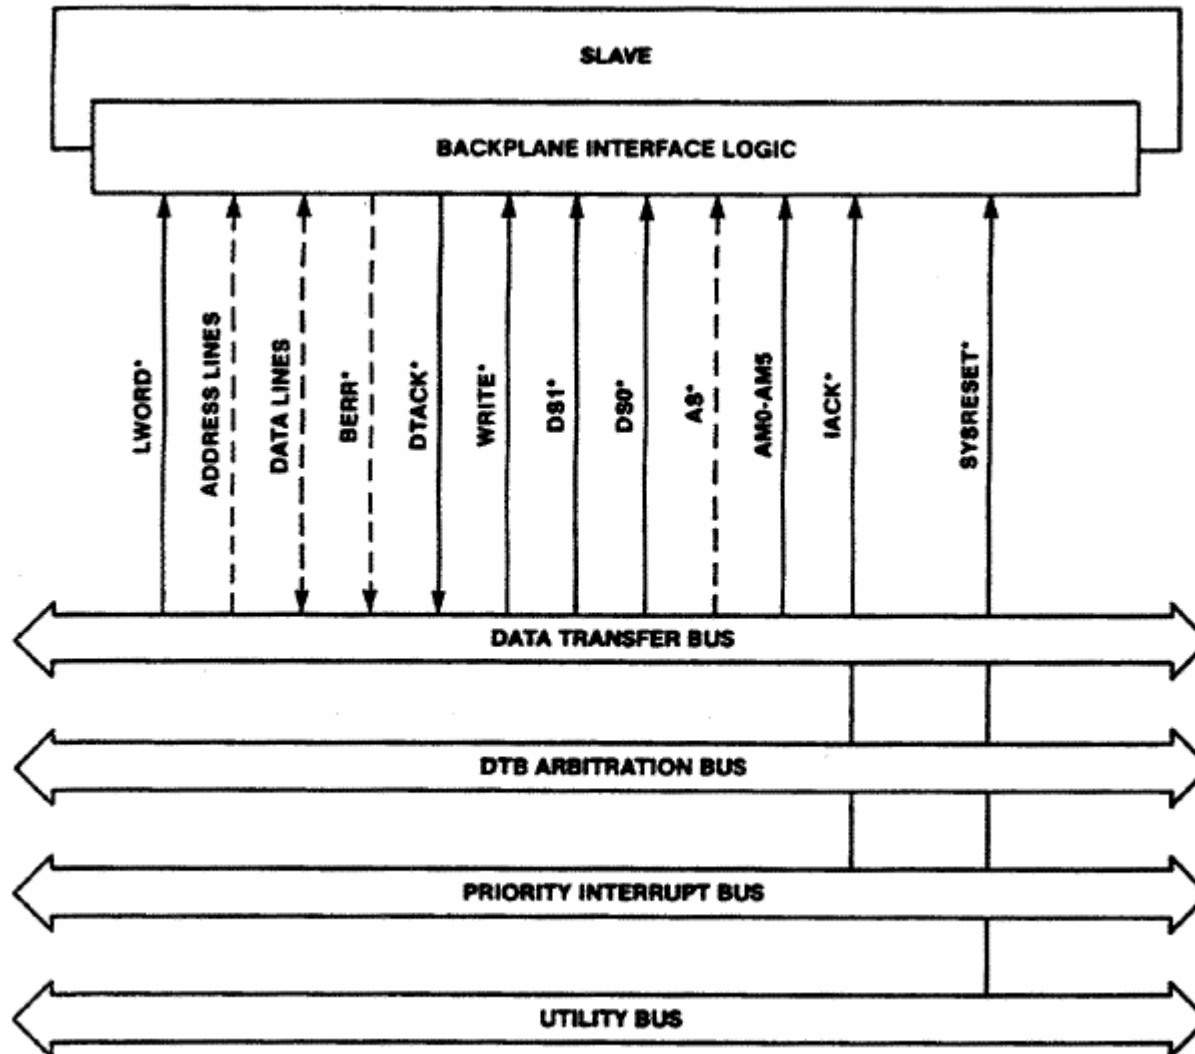 SLAVE
BACKPLANE INTERFACE LOGIC
LWORD*
ADDRESS LINES
DATA LINES
BERR*
DTACK*
WRITE*
DS1*
DS0*
AS*
AM0-AM5
IACK*
SYSRESET*
DATA TRANSFER BUS
DTB ARBITRATION BUS
PRIORITY INTERRUPT BUS
UTILITY BUS